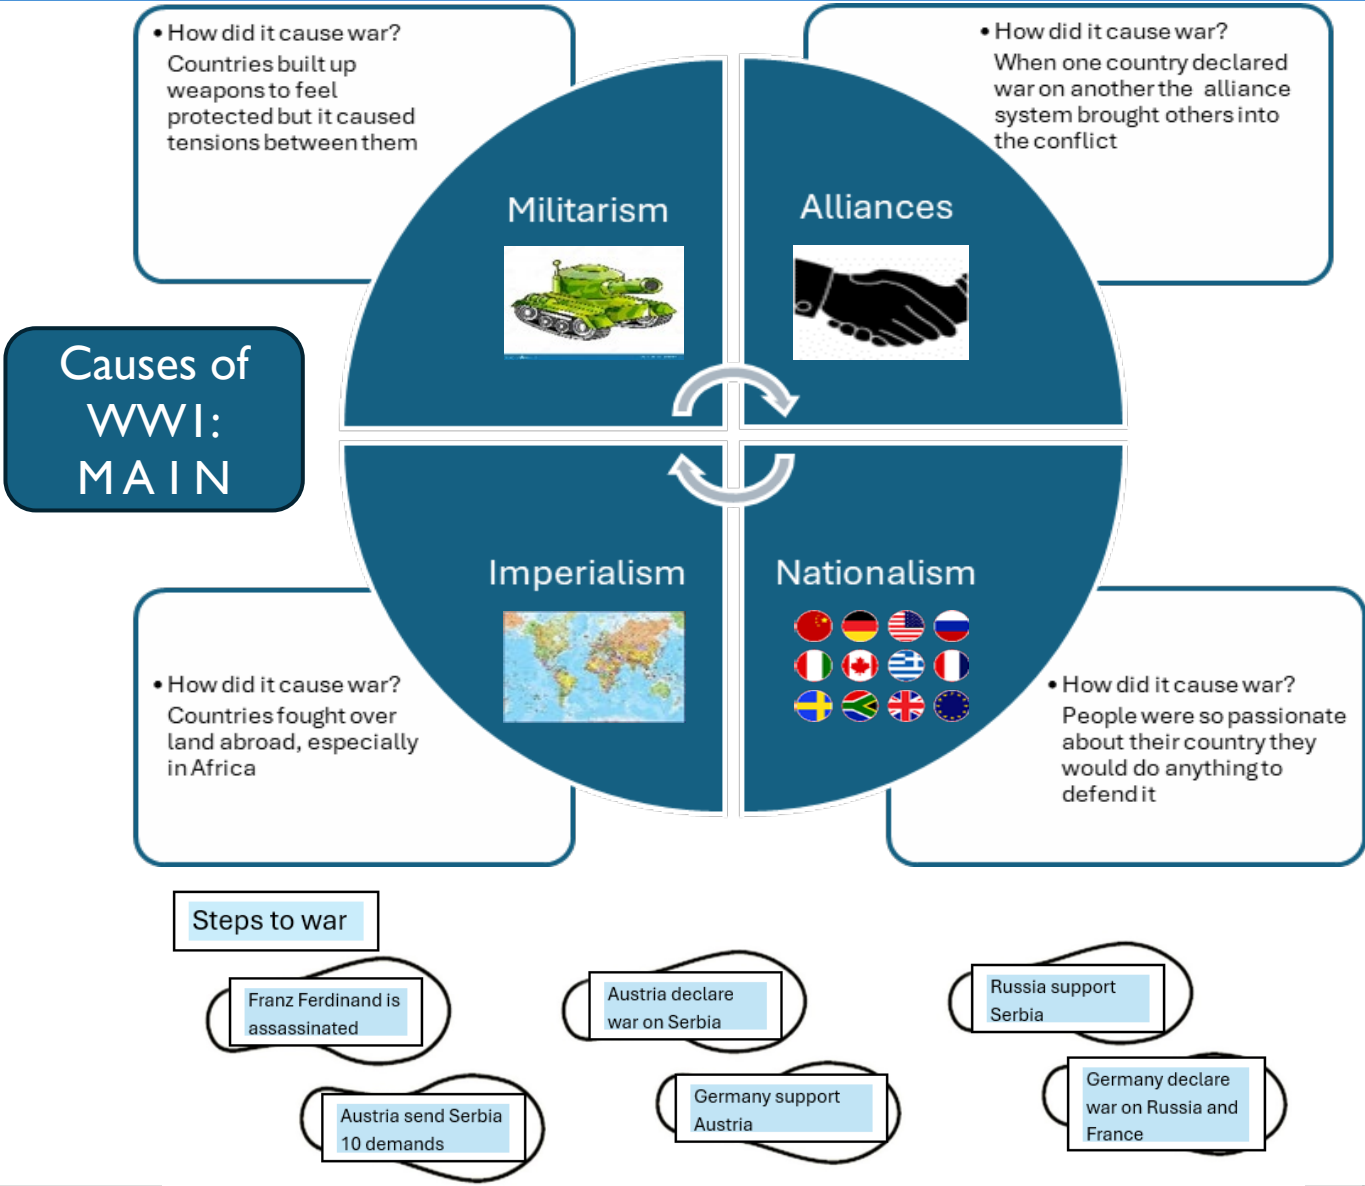 • How did it cause war?
Countries built up
weapons to feel
protected but it caused
tensions between them
• How did it cause war?
When one country declared
war on another the alliance
system brought others into
the conflict
Militarism
Alliances
Causes of
WW1:
M A I N
Imperialism
Nationalism
• How did it cause war?
Countries fought over
land abroad, especially
in Africa
• How did it cause war?
People were so passionate
about their country they
would do anything to
defend it
Steps to war
Franz Ferdinand is
assassinated
Austria send Serbia
10 demands
Austria declare
war on Serbia
Germany support
Austria
Russia support
Serbia
Germany declare
war on Russia and
France